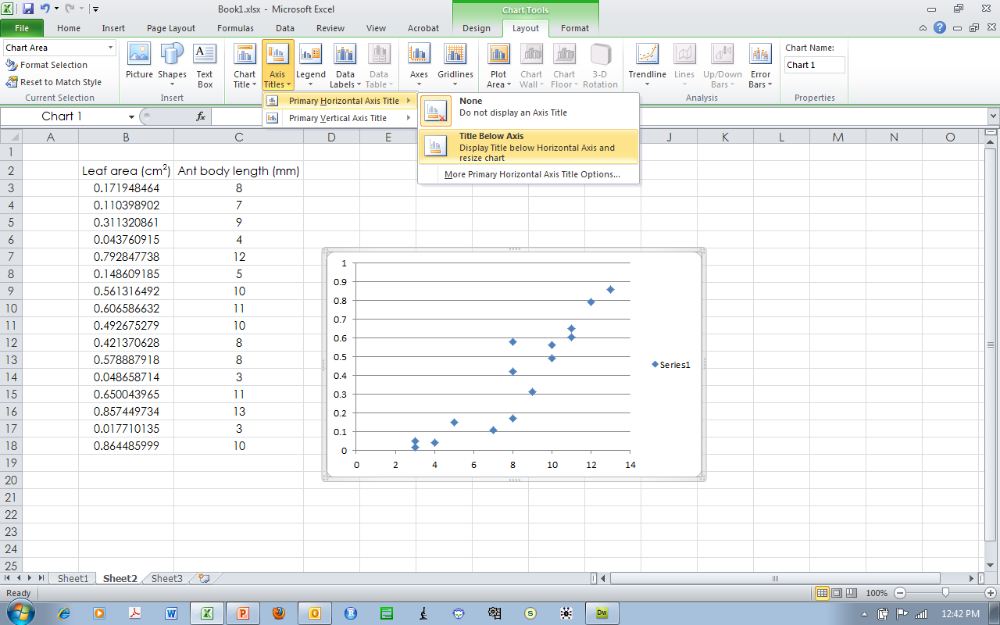 Book1.xlsx - Microsoft Excel
Chart Tools
File Home Insert Page Layout Formulas Data Review View Acrobat Design Layout Format
Chart Area
Format Selection
Reset to Match Style
Current Selection
Picture Shapes Text Box
Insert
Chart Title Axis Titles Legend Data Labels Data Table
Axes Gridlines
Plot Area Chart Wall Chart Floor 3-D Rotation
Trendline Lines Up/Down Bars Error Bars
Analysis
Chart Name:
Chart 1
Properties
Primary Horizontal Axis Title
Primary Vertical Axis Title
None
Do not display an Axis Title
Title Below Axis
Display Title below Horizontal Axis and
resize chart
More Primary Horizontal Axis Title Options...
Chart 1 fx
A B C D E J K L M N O
1
2 Leaf area (cm2) Ant body length (mm)
3 0.171948464 8
4 0.110398902 7
5 0.311320861 9
6 0.043760915 4
7 0.792847738 12
8 0.148609185 5
9 0.561316492 10
10 0.606586632 11
11 0.492675279 10
12 0.421370628 8
13 0.578887918 8
14 0.048658714 3
15 0.650043965 11
16 0.857449734 13
17 0.017710135 3
18 0.864485999 10
19
20
21
22
23
24
25
1
0.9
0.8
0.7
0.6
0.5
0.4
0.3
0.2
0.1
0
0 2 4 6 8 10 12 14
Series1
Sheet1 Sheet2 Sheet3
Ready 100%
12:42 PM